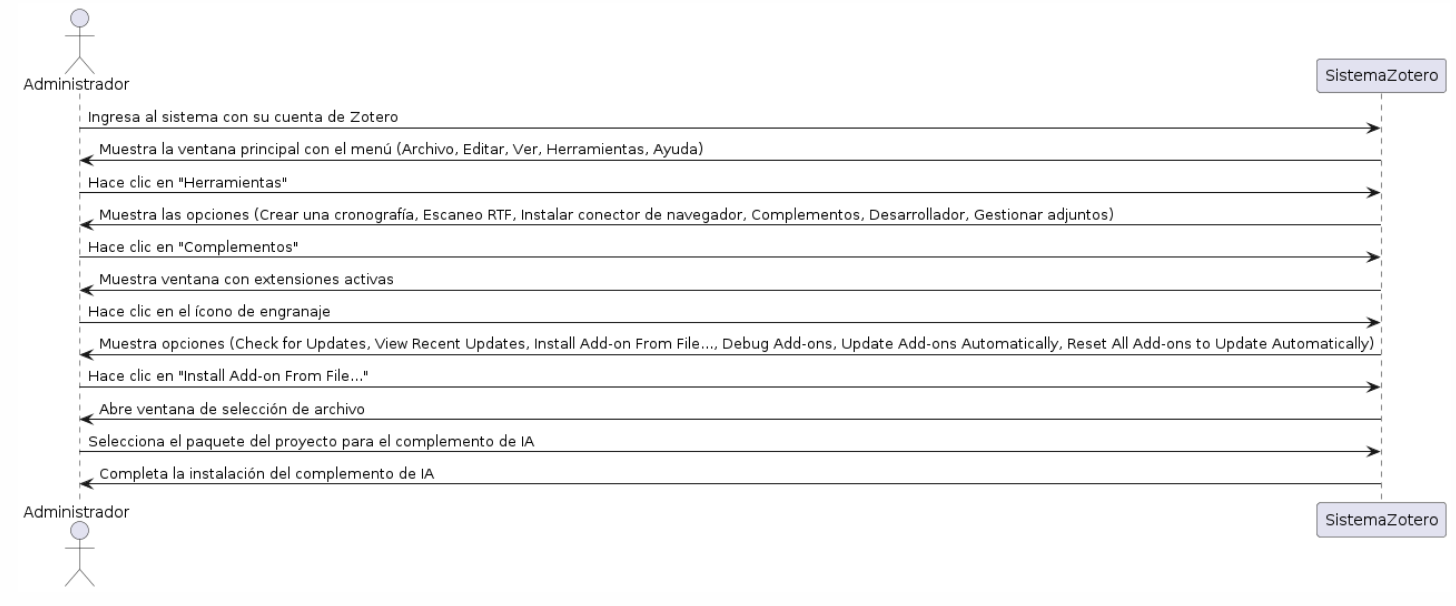 Administrador
SistemaZotero
Ingresa al sistema con su cuenta de Zotero
Muestra la ventana principal con el menú (Archivo, Editar, Ver, Herramientas, Ayuda)
Hace clic en "Herramientas"
Muestra las opciones (Crear una cronografía, Escaneo RTF, Instalar conector de navegador, Complementos, Desarrollador, Gestionar adjuntos)
Hace clic en "Complementos"
Muestra ventana con extensiones activas
Hace clic en el ícono de engranaje
Muestra opciones (Check for Updates, View Recent Updates, Install Add-on From File..., Debug Add-ons, Update Add-ons Automatically, Reset All Add-ons to Update Automatically)
Hace clic en "Install Add-on From File..."
Abre ventana de selección de archivo
Selecciona el paquete del proyecto para el complemento de IA
Completa la instalación del complemento de IA
Administrador
SistemaZotero